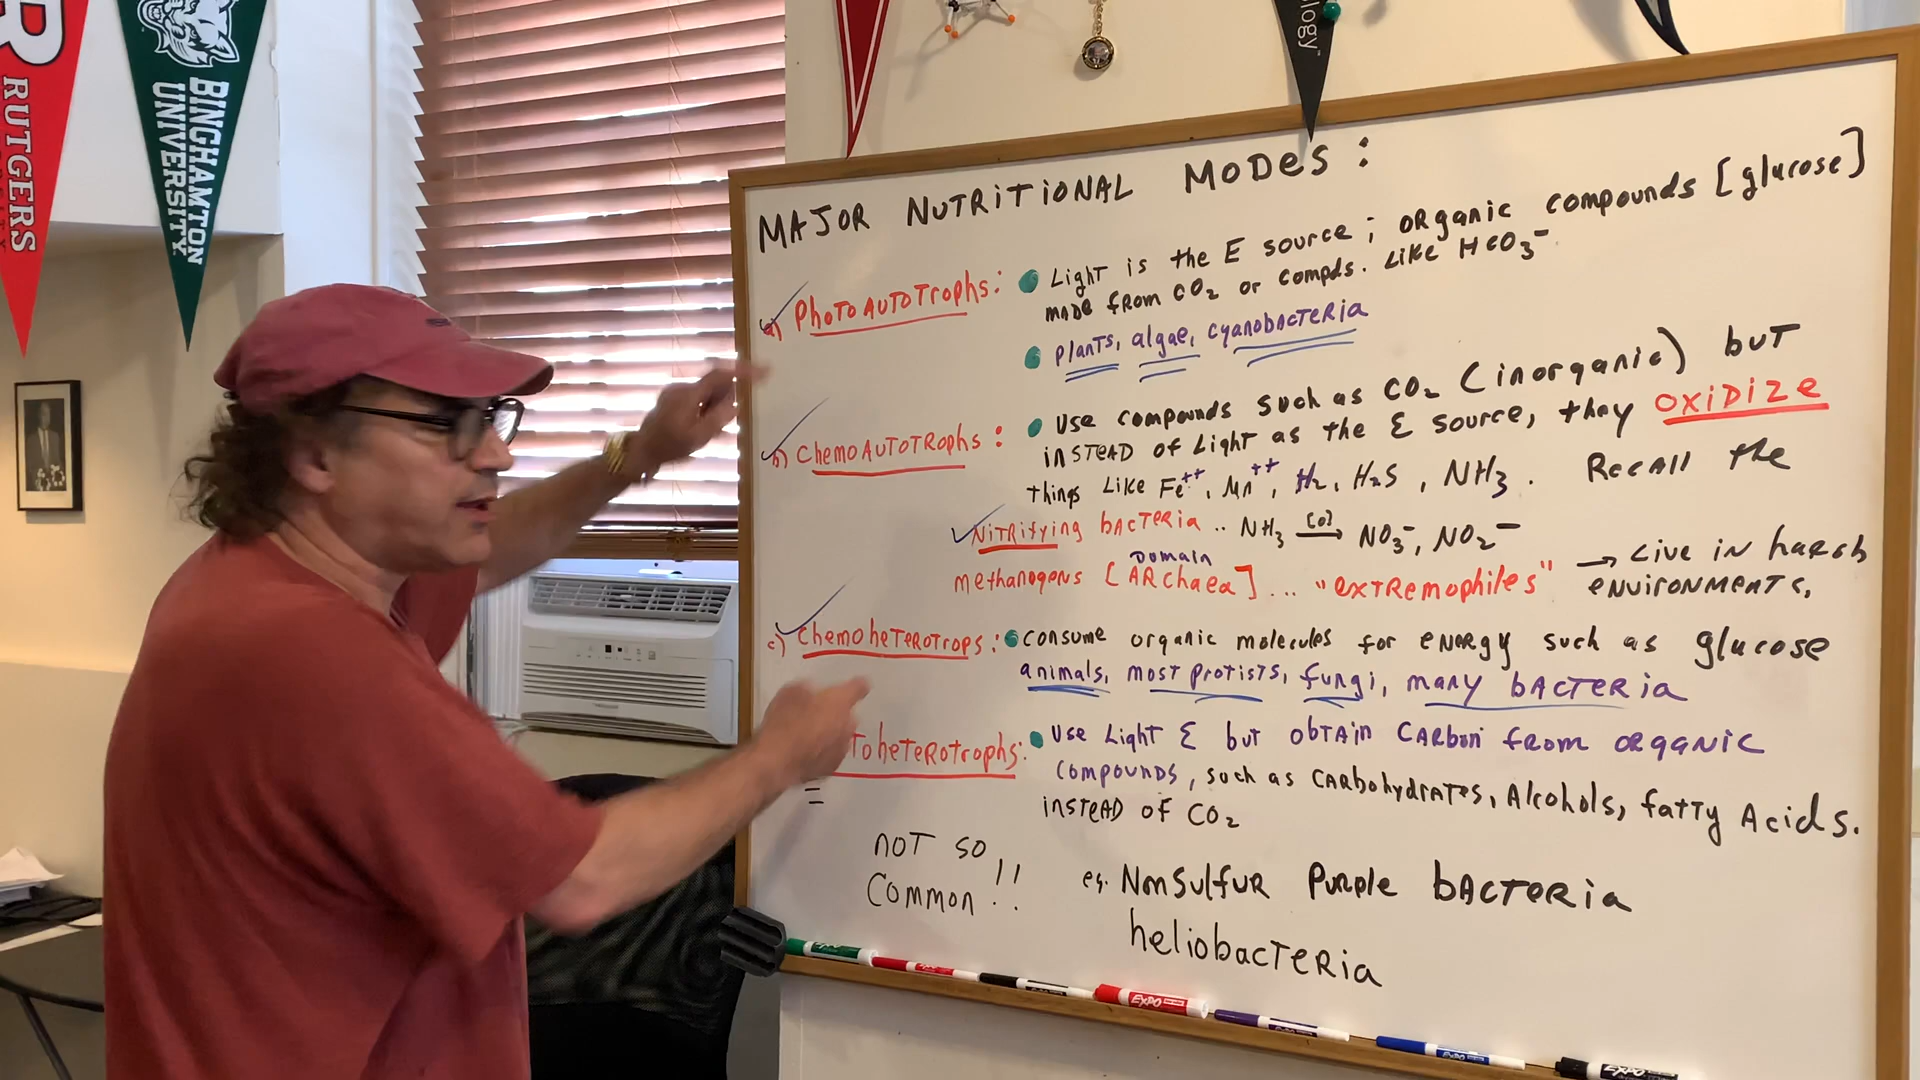 R RUTGERS
BINGHAMTON
UNIVERSITY
ology
MAJOR NUTRITIONAL MODES:
a) PhotoAUTOTrophs: Light is the E source; organic compounds [glucose]
made from CO₂ or compds. like HCO₃⁻
plants, algae, cyanobacteria
b) ChemoAUTOTRophs: Use compounds such as CO₂ (inorganic) but
instead of light as the E source, they OXIDIZE
things like Fe⁺⁺, Mn⁺⁺, H₂, H₂S, NH₃. Recall the
Nitrifying bacteria .. NH₃ [O]→ NO₃⁻, NO₂⁻
Domain
methanogens [ARchaea] ... "extremophiles" → Live in harsh
environments.
c) Chemoheterotrops: Consume organic molecules for energy such as glucose
animals, most protists, fungi, many bacteria
toheterotrophs: Use Light E but obtain carbon from organic
compounds, such as carbohydrates, Alcohols, fatty Acids.
instead of CO₂
NOT SO
COMMON!!
eg. NonSulfur Purple bacteria
heliobacteria
EXPO
EXPO
EXPO